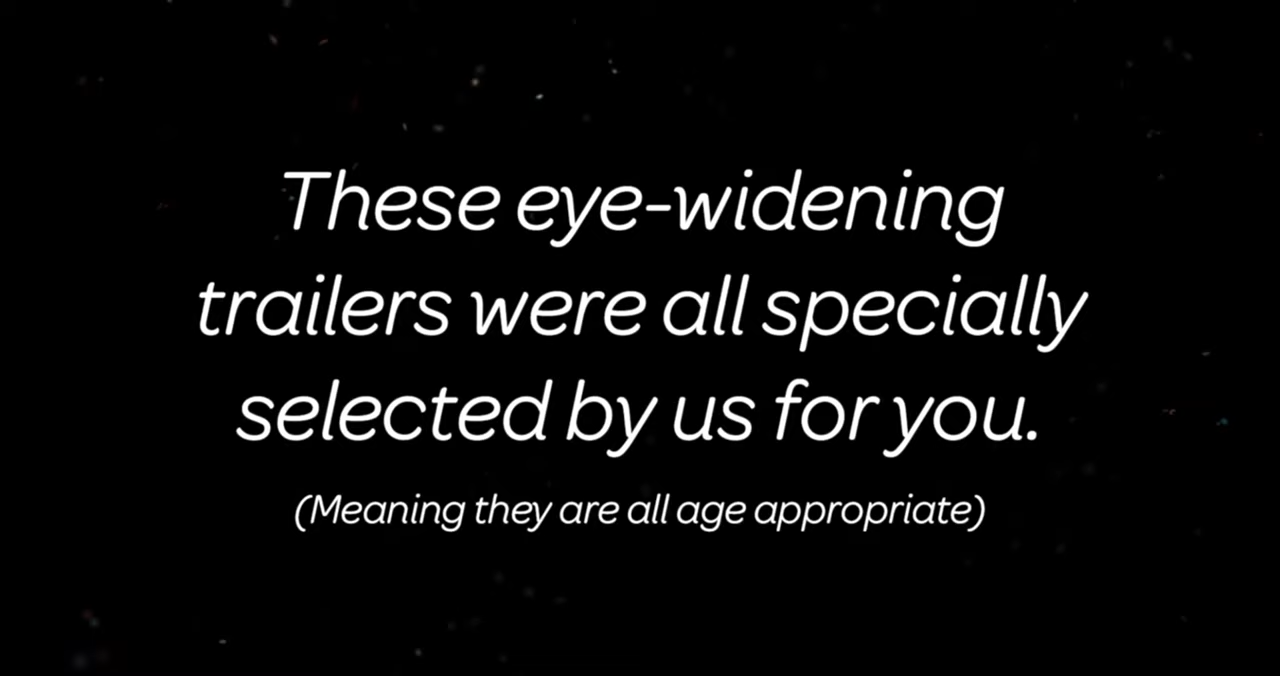 These eye-widening
trailers were all specially
selected by us for you.
(Meaning they are all age appropriate)